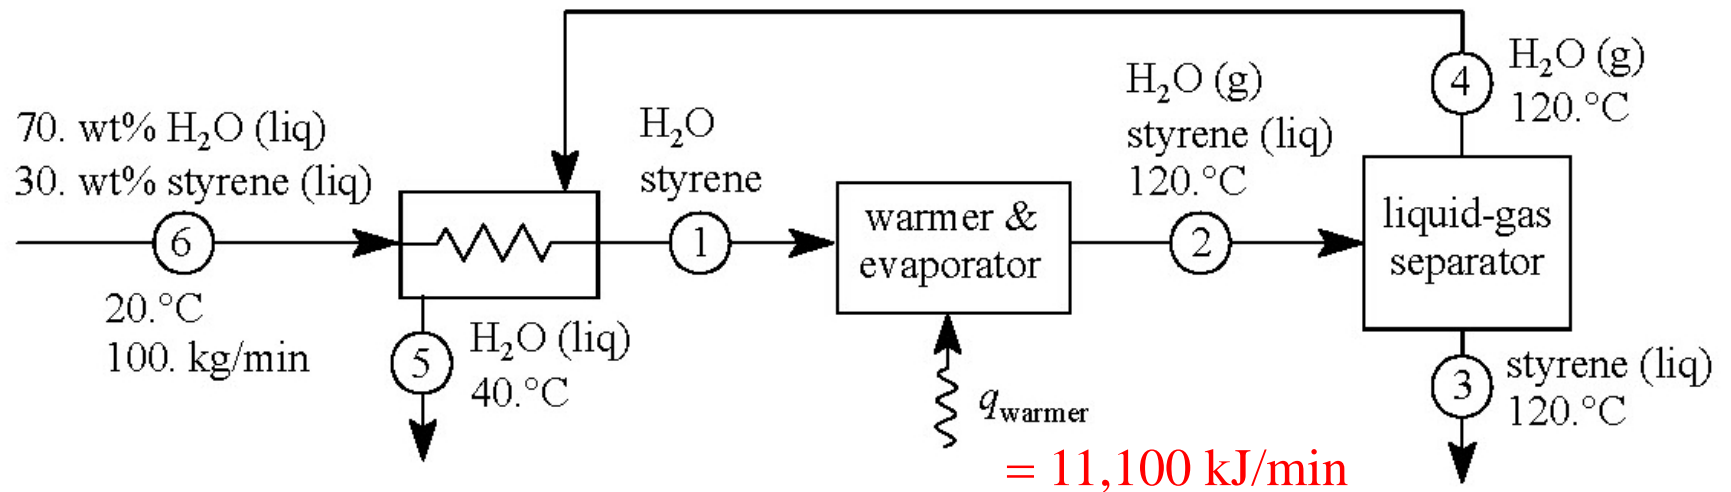 70. wt% H₂O (liq)
30. wt% styrene (liq)
6
20.°C
100. kg/min
5
H₂O (liq)
40.°C
H₂O
styrene
1
warmer &
evaporator
q warmer
= 11,100 kJ/min
H₂O (g)
styrene (liq)
120.°C
2
liquid-gas
separator
4
H₂O (g)
120.°C
3
styrene (liq)
120.°C